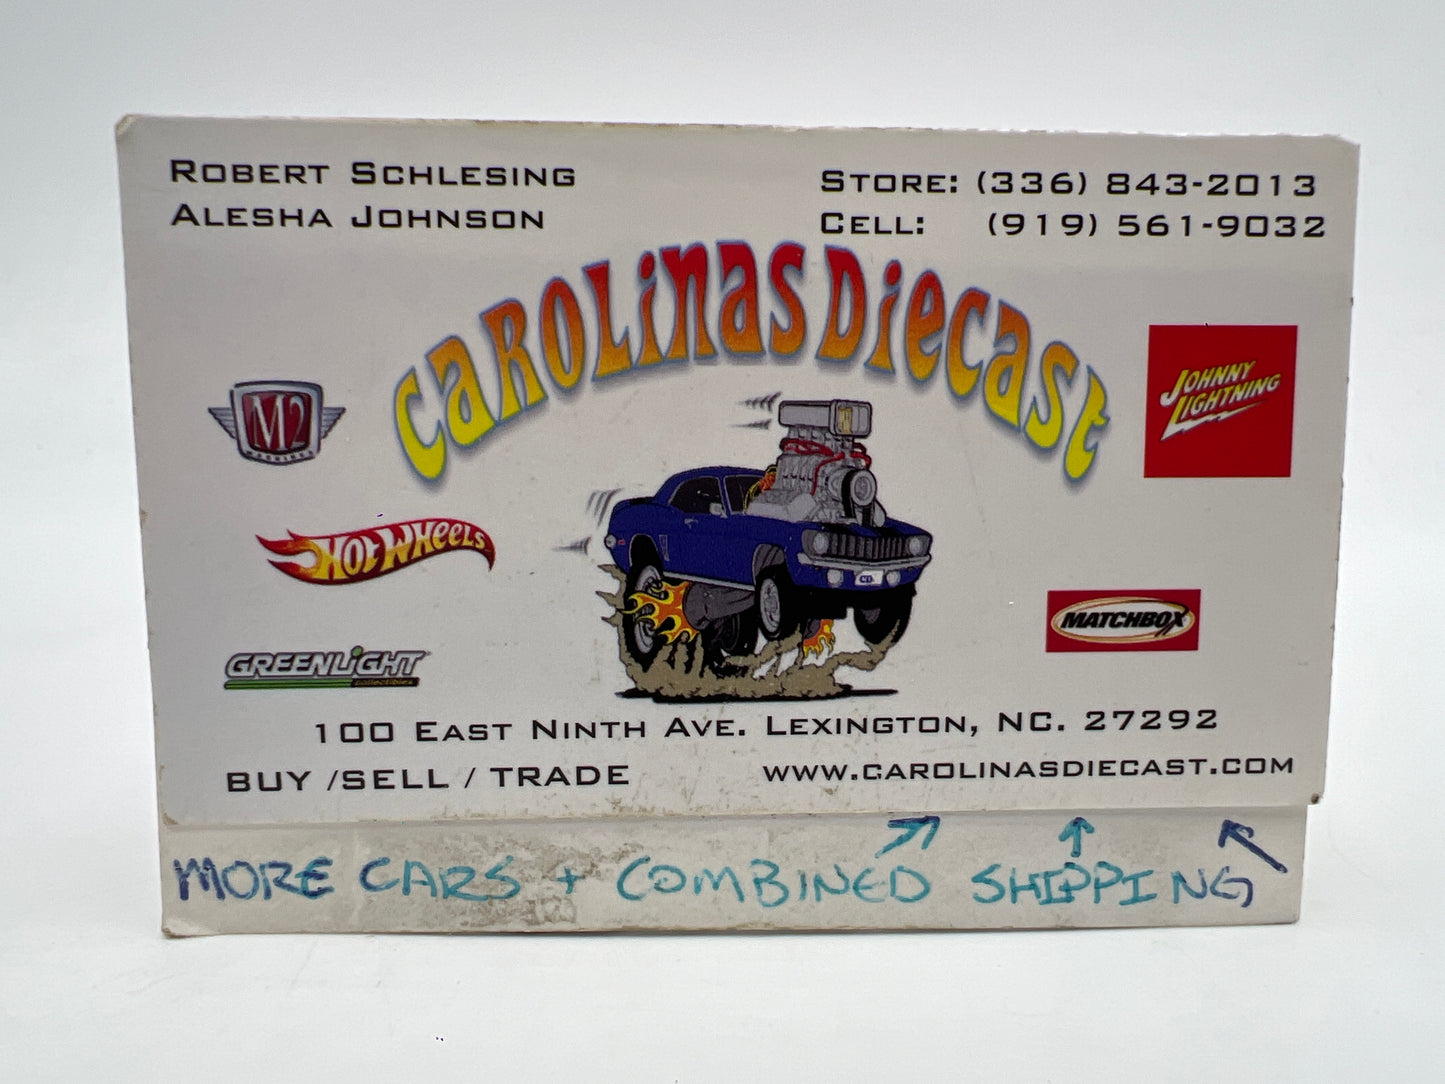 ROBERT SCHLESING
ALESHA JOHNSON
STORE: (336) 843-2013
CELL: (919) 561-9032
CAROLINAS DIECAST
M2
MACHINES
JOHNNY
LIGHTNING
HOT WHEELS
MATCHBOX
GREENLIGHT
collectibles
100 EAST NINTH AVE. LEXINGTON, NC. 27292
BUY /SELL / TRADE
WWW.CAROLINASDIECAST.COM
MORE CARS + COMBINED SHIPPING